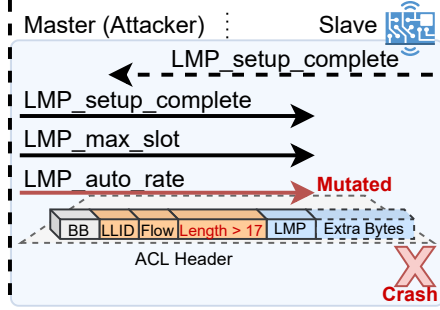 Master (Attacker) Slave
LMP_setup_complete
LMP_setup_complete
LMP_max_slot
LMP_auto_rate
Mutated
BB LLID Flow Length > 17 LMP Extra Bytes
ACL Header
Crash